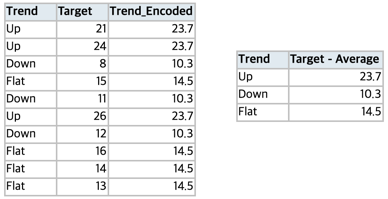 Trend Target Trend_Encoded
Up 21 23.7
Up 24 23.7
Down 8 10.3
Flat 15 14.5
Down 11 10.3
Up 26 23.7
Down 12 10.3
Flat 16 14.5
Flat 14 14.5
Flat 13 14.5
Trend Target - Average
Up 23.7
Down 10.3
Flat 14.5